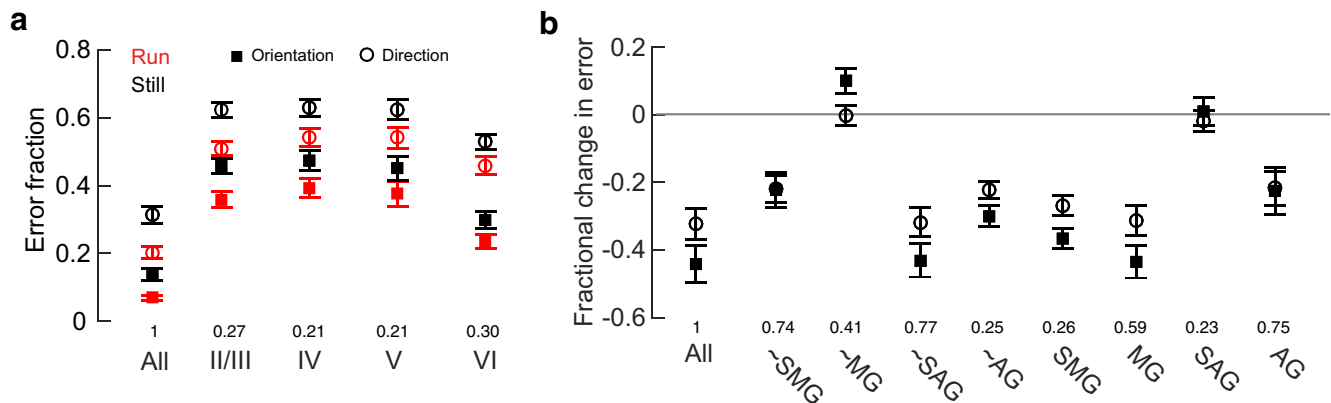 a
Error fraction
0.8
0.6
0.4
0.2
0
Run
Still
Orientation
Direction
1 0.27 0.21 0.21 0.30
All II/III IV V VI
b
Fractional change in error
0.2
0
-0.2
-0.4
-0.6
1 0.74 0.41 0.77 0.25 0.26 0.59 0.23 0.75
All ~SMG ~MG ~SAG ~AG SMG MG SAG AG